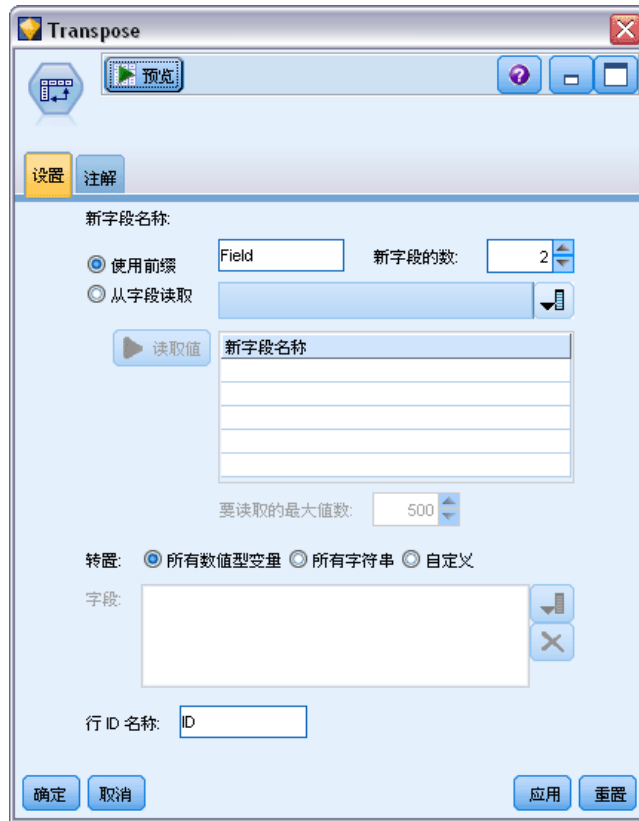 Transpose
预览
设置 注解
新字段名称:
使用前缀 Field 新字段的数: 2
从字段读取
读取值 新字段名称
要读取的最大值数: 500
转置: 所有数值型变量 所有字符串 自定义
字段:
行 ID 名称: ID
确定 取消 应用 重置